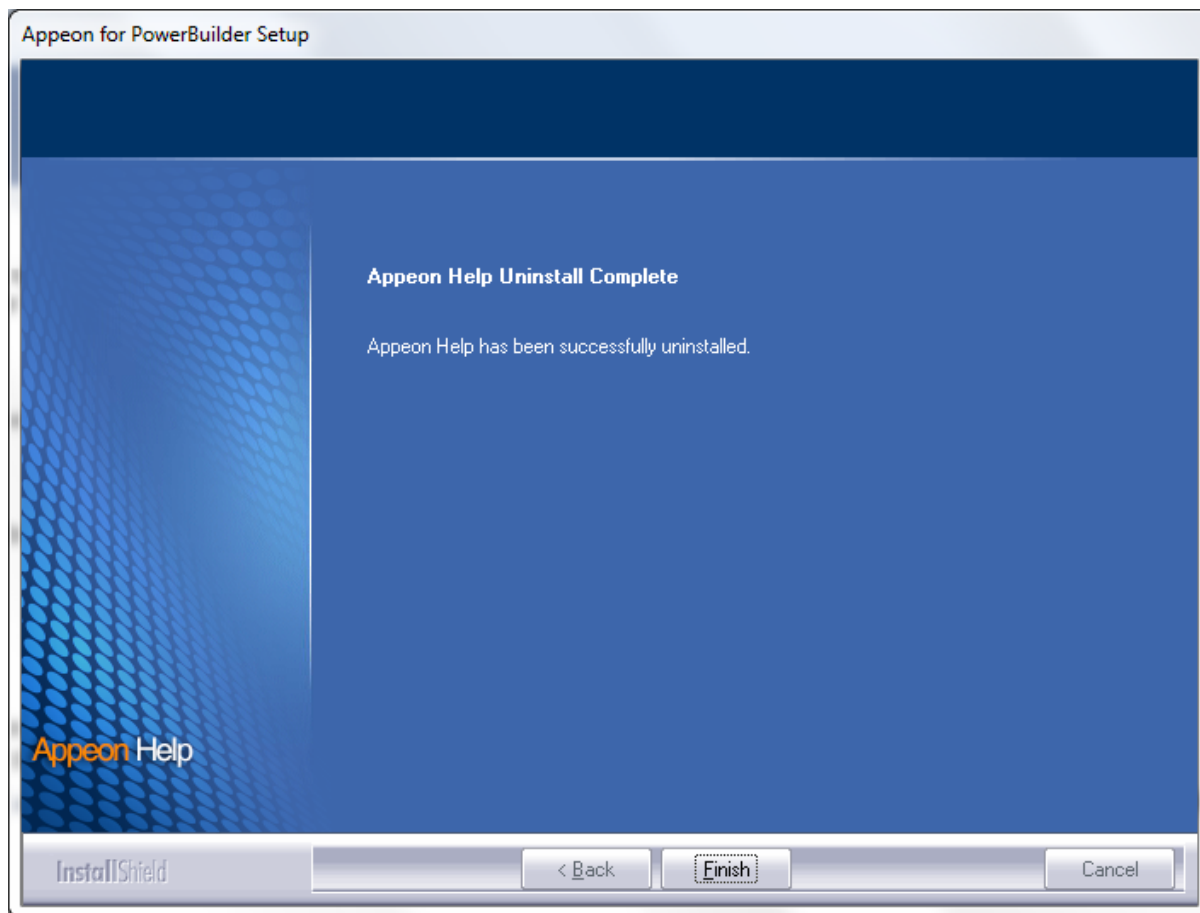 Appeon for PowerBuilder Setup
Appeon Help Uninstall Complete
Appeon Help has been successfully uninstalled.
Appeon Help
InstallShield
< Back
Finish
Cancel